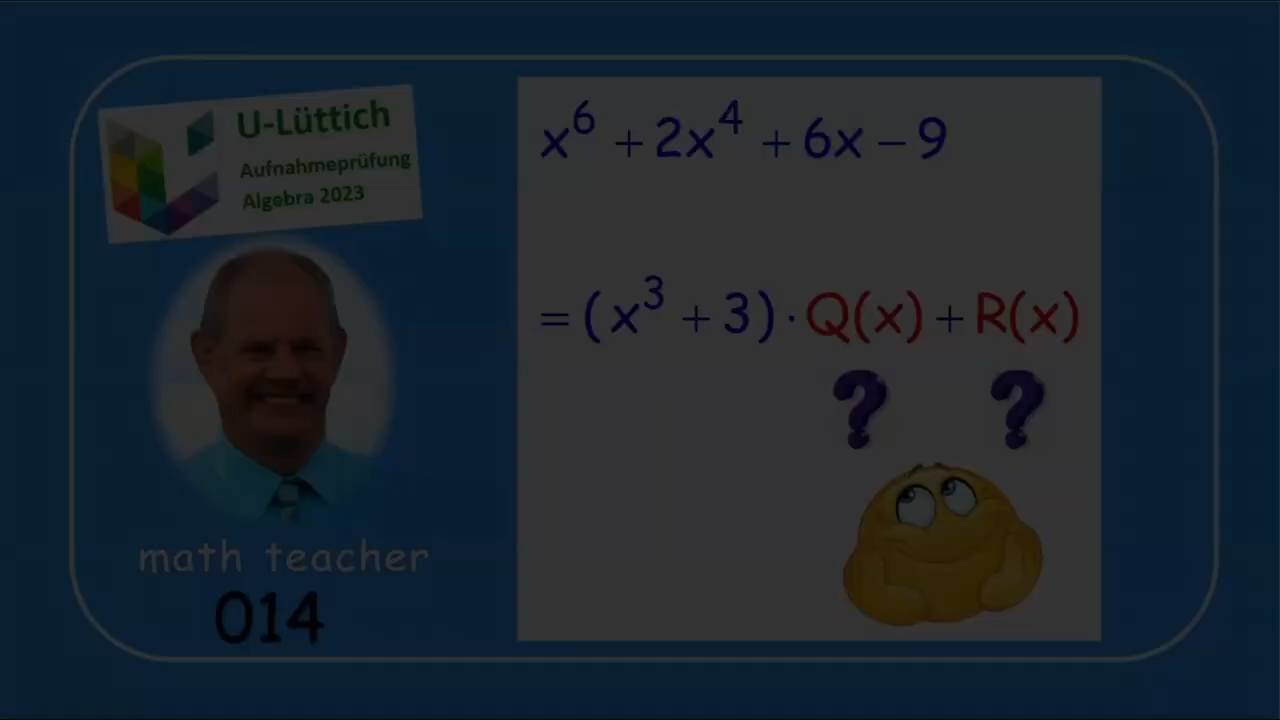 U-Lüttich
Aufnahmeprüfung
Algebra 2023
math teacher
014
x⁶ + 2x⁴ + 6x − 9
= (x³ + 3) · Q(x) + R(x)
? ?